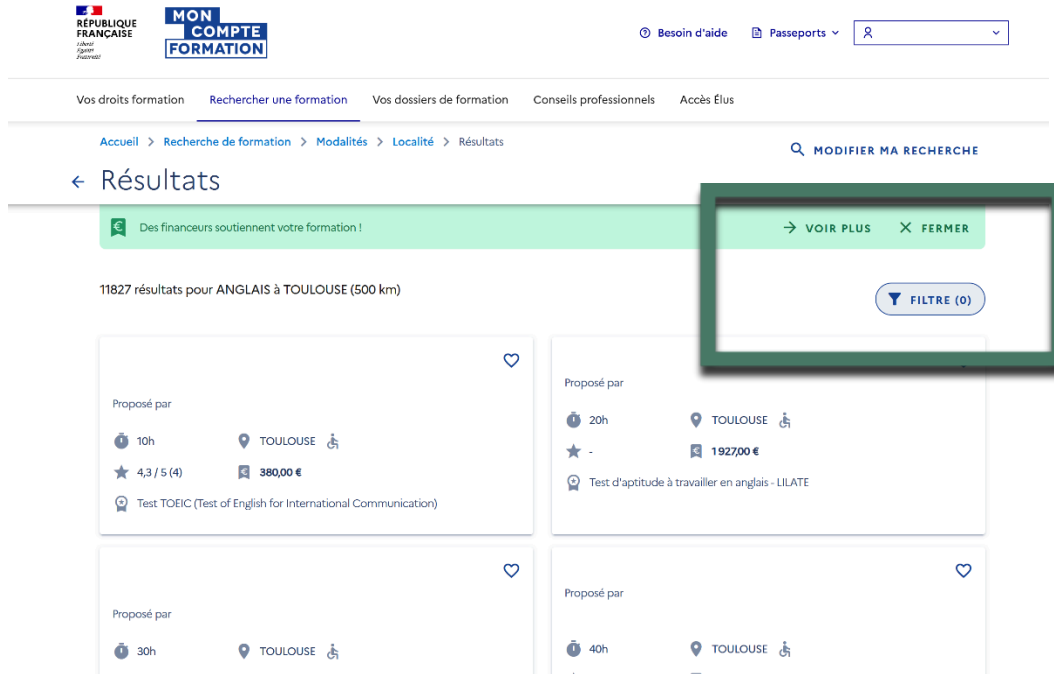 RÉPUBLIQUE
FRANÇAISE
Liberté
Égalité
Fraternité
MON
COMPTE
FORMATION
Besoin d'aide
Passeports
Vos droits formation
Rechercher une formation
Vos dossiers de formation
Conseils professionnels
Accès Élus
Accueil > Recherche de formation > Modalités > Localité > Résultats
MODIFIER MA RECHERCHE
Résultats
Des financeurs soutiennent votre formation !
VOIR PLUS
FERMER
11827 résultats pour ANGLAIS à TOULOUSE (500 km)
FILTRE (0)
Proposé par
10h
TOULOUSE
4,3 / 5 (4)
380,00 €
Test TOEIC (Test of English for International Communication)
Proposé par
20h
TOULOUSE
-
1 927,00 €
Test d'aptitude à travailler en anglais - LILATE
Proposé par
30h
TOULOUSE
Proposé par
40h
TOULOUSE